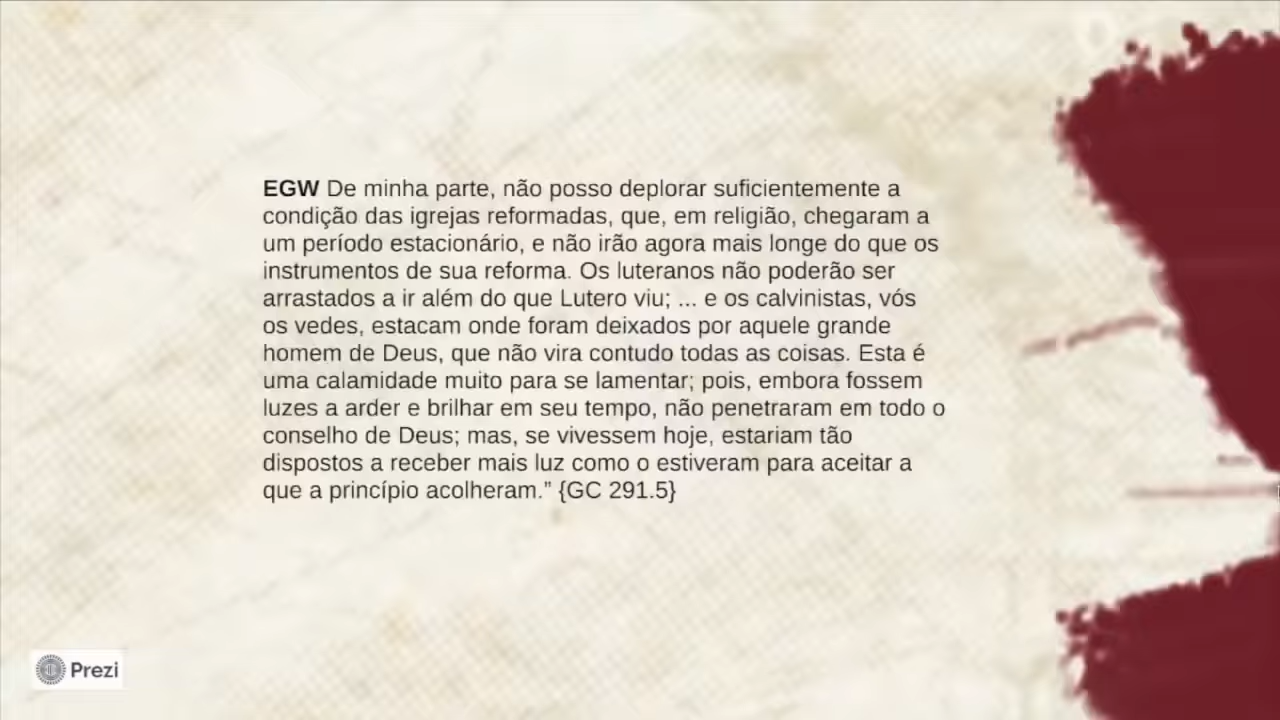 EGW De minha parte, não posso deplorar suficientemente a
condição das igrejas reformadas, que, em religião, chegaram a
um período estacionário, e não irão agora mais longe do que os
instrumentos de sua reforma. Os luteranos não poderão ser
arrastados a ir além do que Lutero viu; ... e os calvinistas, vós
os vedes, estacam onde foram deixados por aquele grande
homem de Deus, que não vira contudo todas as coisas. Esta é
uma calamidade muito para se lamentar; pois, embora fossem
luzes a arder e brilhar em seu tempo, não penetraram em todo o
conselho de Deus; mas, se vivessem hoje, estariam tão
dispostos a receber mais luz como o estiveram para aceitar a
que a princípio acolheram.” {GC 291.5}
Prezi